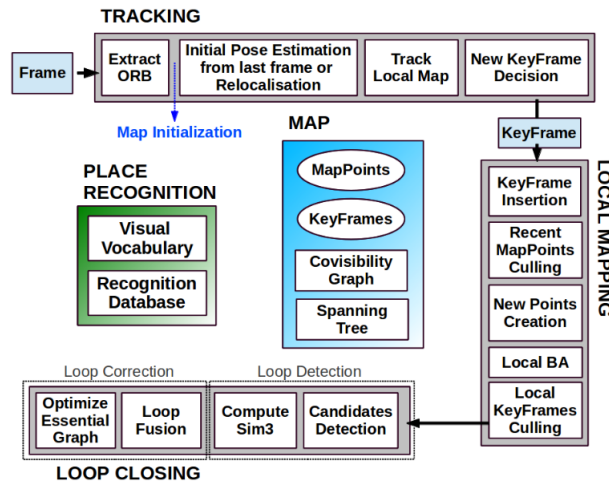 TRACKING
Frame
Extract
ORB
Initial Pose Estimation
from last frame or
Relocalisation
Track
Local Map
New KeyFrame
Decision
Map Initialization
KeyFrame
MAP
MapPoints
KeyFrames
Covisibility
Graph
Spanning
Tree
PLACE
RECOGNITION
Visual
Vocabulary
Recognition
Database
LOCAL MAPPING
KeyFrame
Insertion
Recent
MapPoints
Culling
New Points
Creation
Local BA
Local
KeyFrames
Culling
Loop Correction
Loop Detection
Optimize
Essential
Graph
Loop
Fusion
Compute
Sim3
Candidates
Detection
LOOP CLOSING